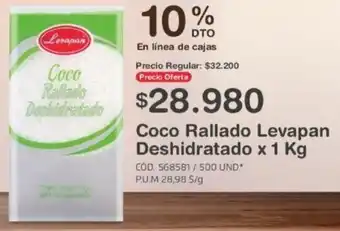 Levapan
Coco
Rallado
Deshidratado
10%
DTO
En línea de cajas
Precio Regular: $32.200
Precio Oferta
$28.980
Coco Rallado Levapan
Deshidratado x 1 Kg
CÓD. 568581 / 500 UND*
P.U.M 28,98 $/g